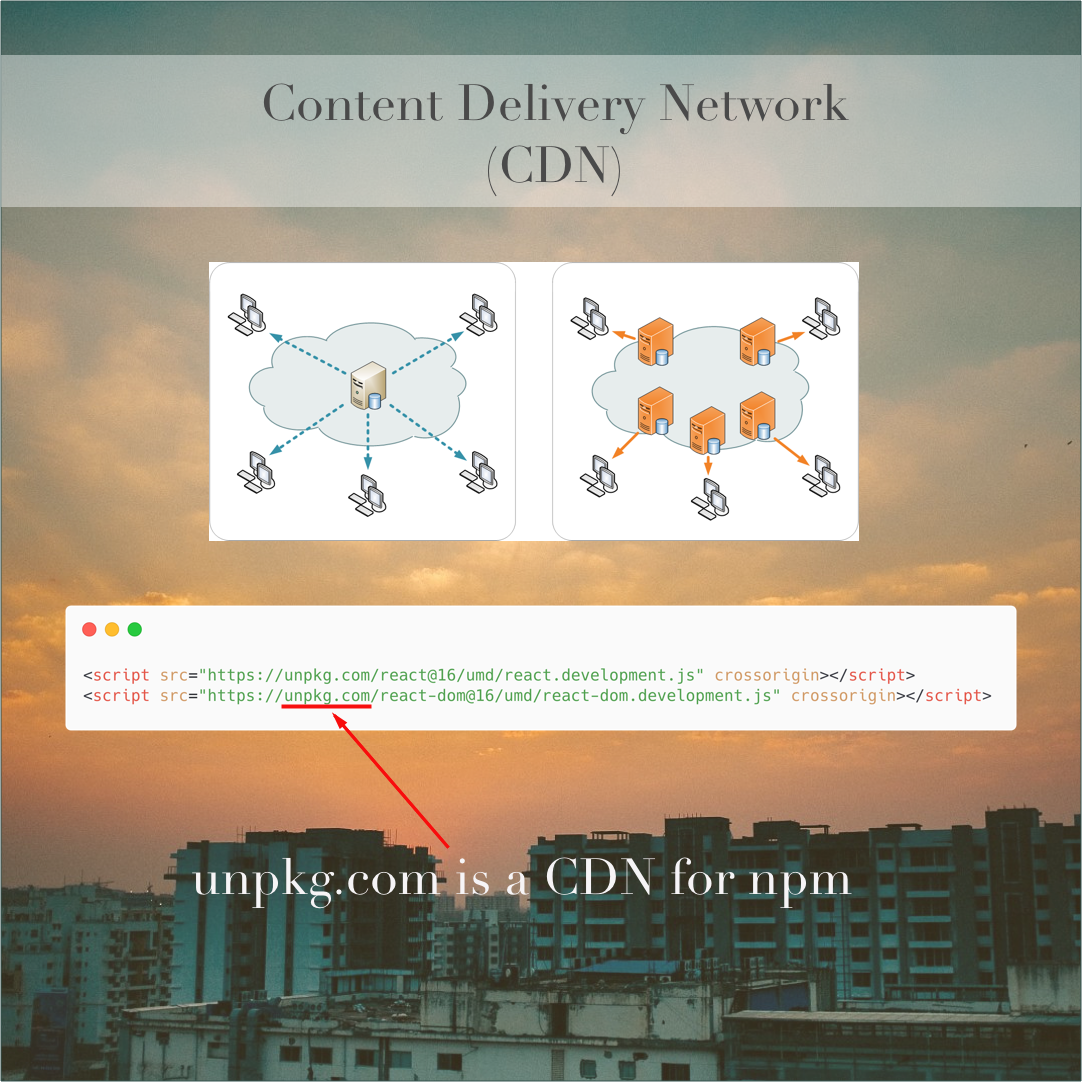 Content Delivery Network
(CDN)
<script src="https://unpkg.com/react@16/umd/react.development.js" crossorigin></script>
<script src="https://unpkg.com/react-dom@16/umd/react-dom.development.js" crossorigin></script>
unpkg.com is a CDN for npm